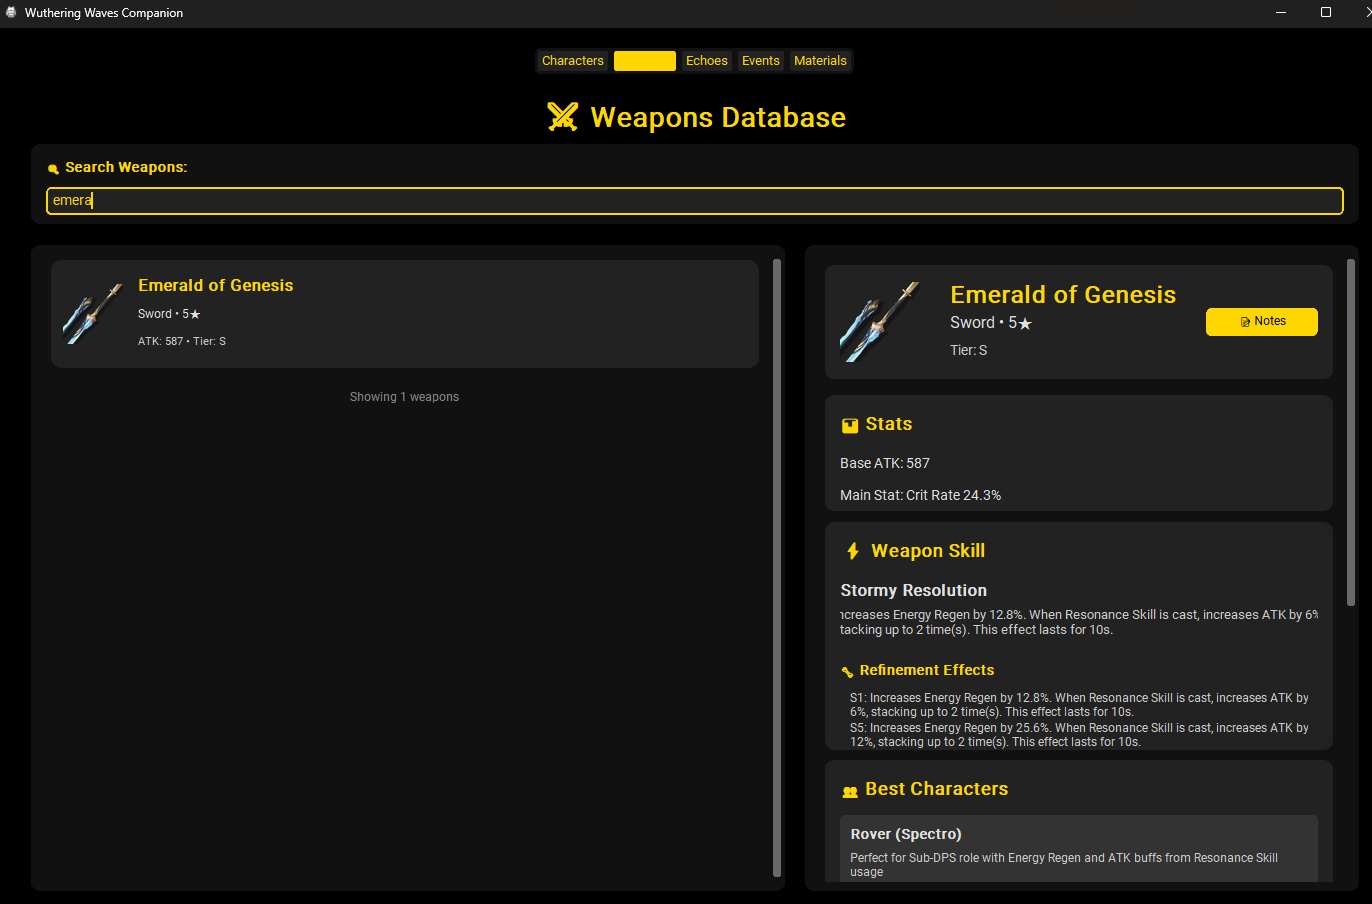 Wuthering Waves Companion
Characters Echoes Events Materials
Weapons Database
Search Weapons:
emera
Emerald of Genesis
Sword • 5★
ATK: 587 • Tier: S
Showing 1 weapons
Emerald of Genesis
Sword • 5★
Tier: S
Notes
Stats
Base ATK: 587
Main Stat: Crit Rate 24.3%
Weapon Skill
Stormy Resolution
ncreases Energy Regen by 12.8%. When Resonance Skill is cast, increases ATK by 6%
tacking up to 2 time(s). This effect lasts for 10s.
Refinement Effects
S1: Increases Energy Regen by 12.8%. When Resonance Skill is cast, increases ATK by
6%, stacking up to 2 time(s). This effect lasts for 10s.
S5: Increases Energy Regen by 25.6%. When Resonance Skill is cast, increases ATK by
12%, stacking up to 2 time(s). This effect lasts for 10s.
Best Characters
Rover (Spectro)
Perfect for Sub-DPS role with Energy Regen and ATK buffs from Resonance Skill
usage